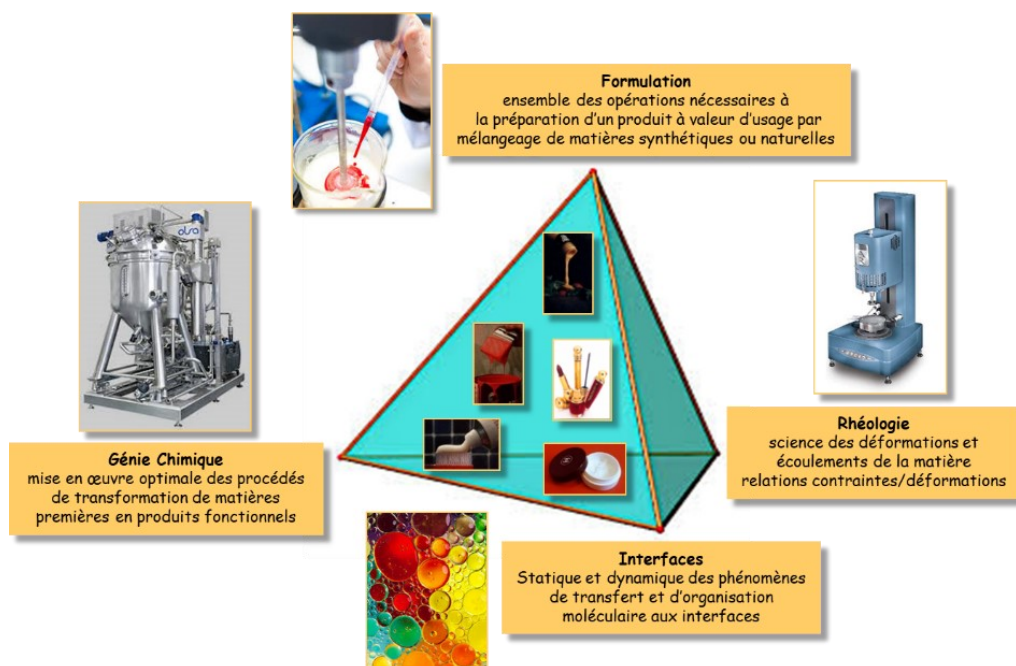 Formulation
ensemble des opérations nécessaires à
la préparation d'un produit à valeur d'usage par
mélangeage de matières synthétiques ou naturelles
olsa
Génie Chimique
mise en œuvre optimale des procédés
de transformation de matières
premières en produits fonctionnels
Rhéologie
science des déformations et
écoulements de la matière
relations contraintes/déformations
Interfaces
Statique et dynamique des phénomènes
de transfert et d'organisation
moléculaire aux interfaces